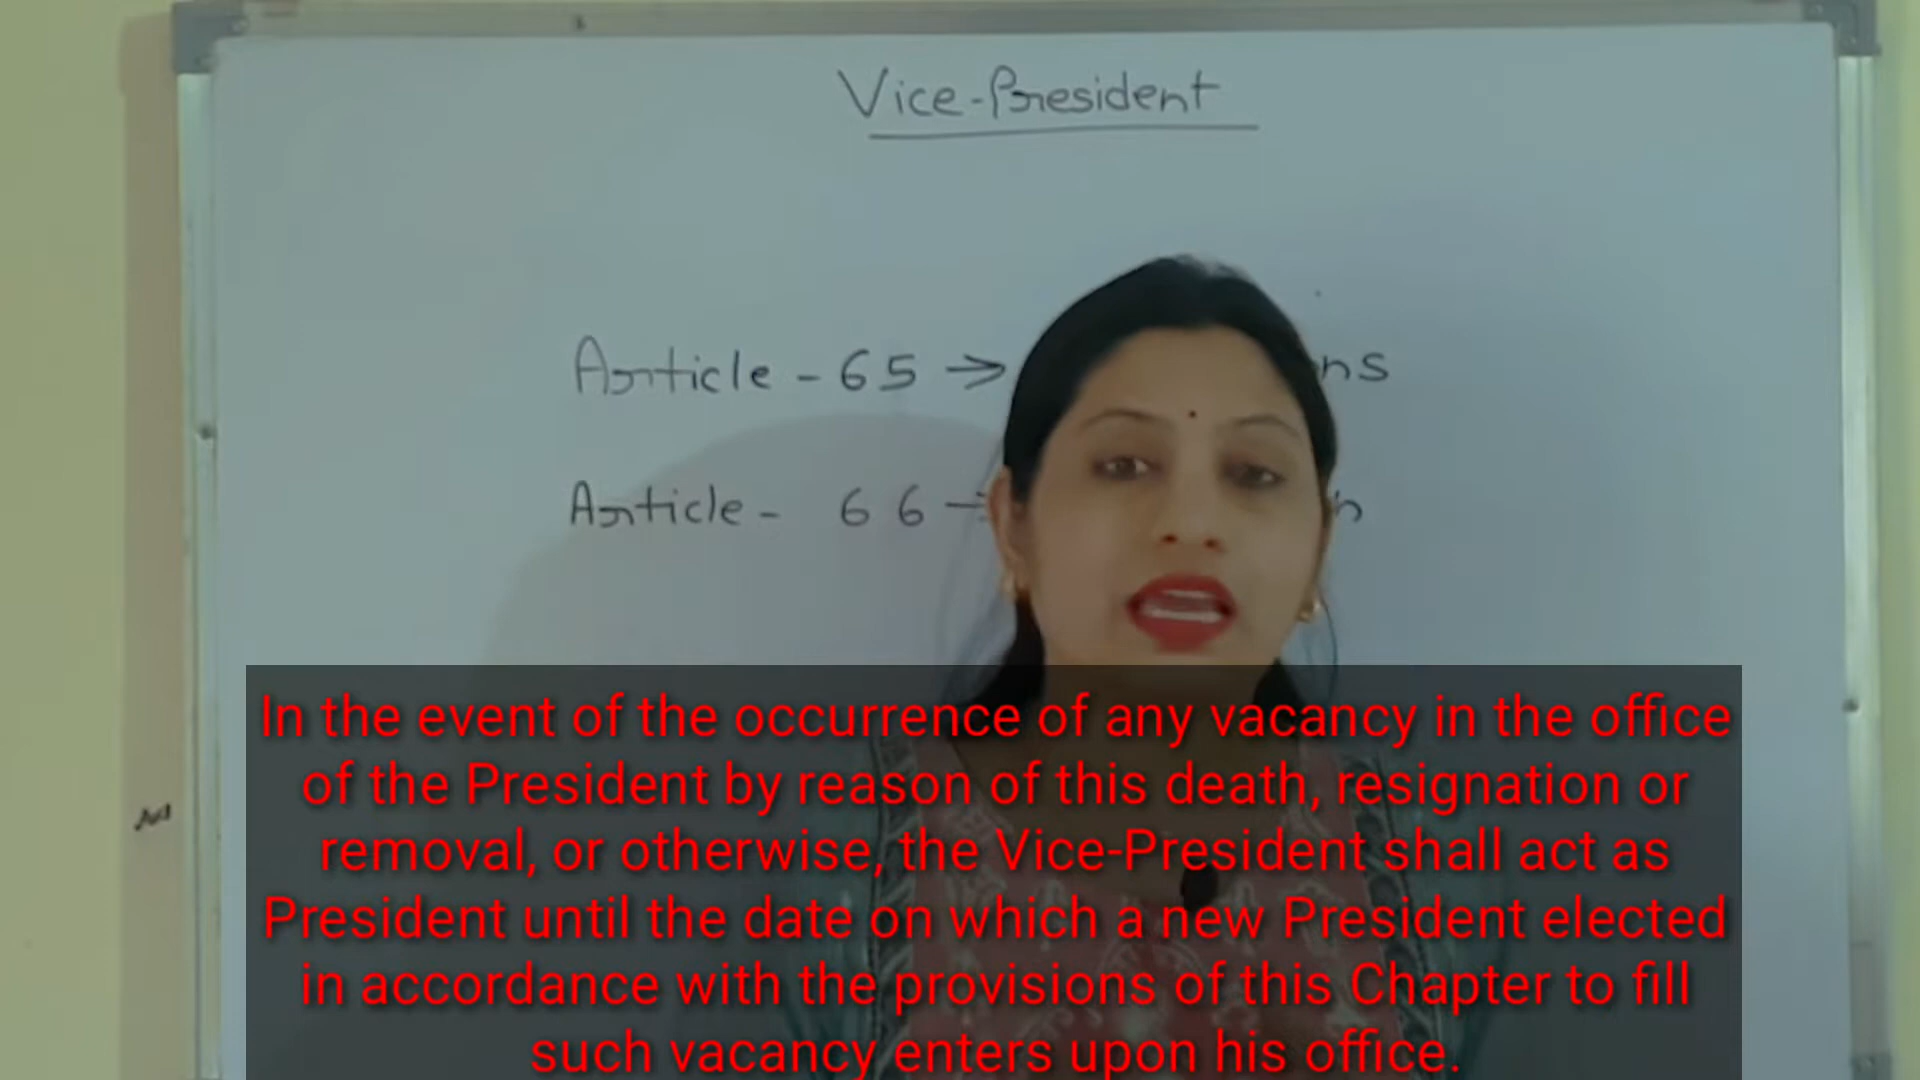 Vice-President
Article - 65 →
Article - 66
In the event of the occurrence of any vacancy in the office
of the President by reason of this death, resignation or
removal, or otherwise, the Vice-President shall act as
President until the date on which a new President elected
in accordance with the provisions of this Chapter to fill
such vacancy enters upon his office.